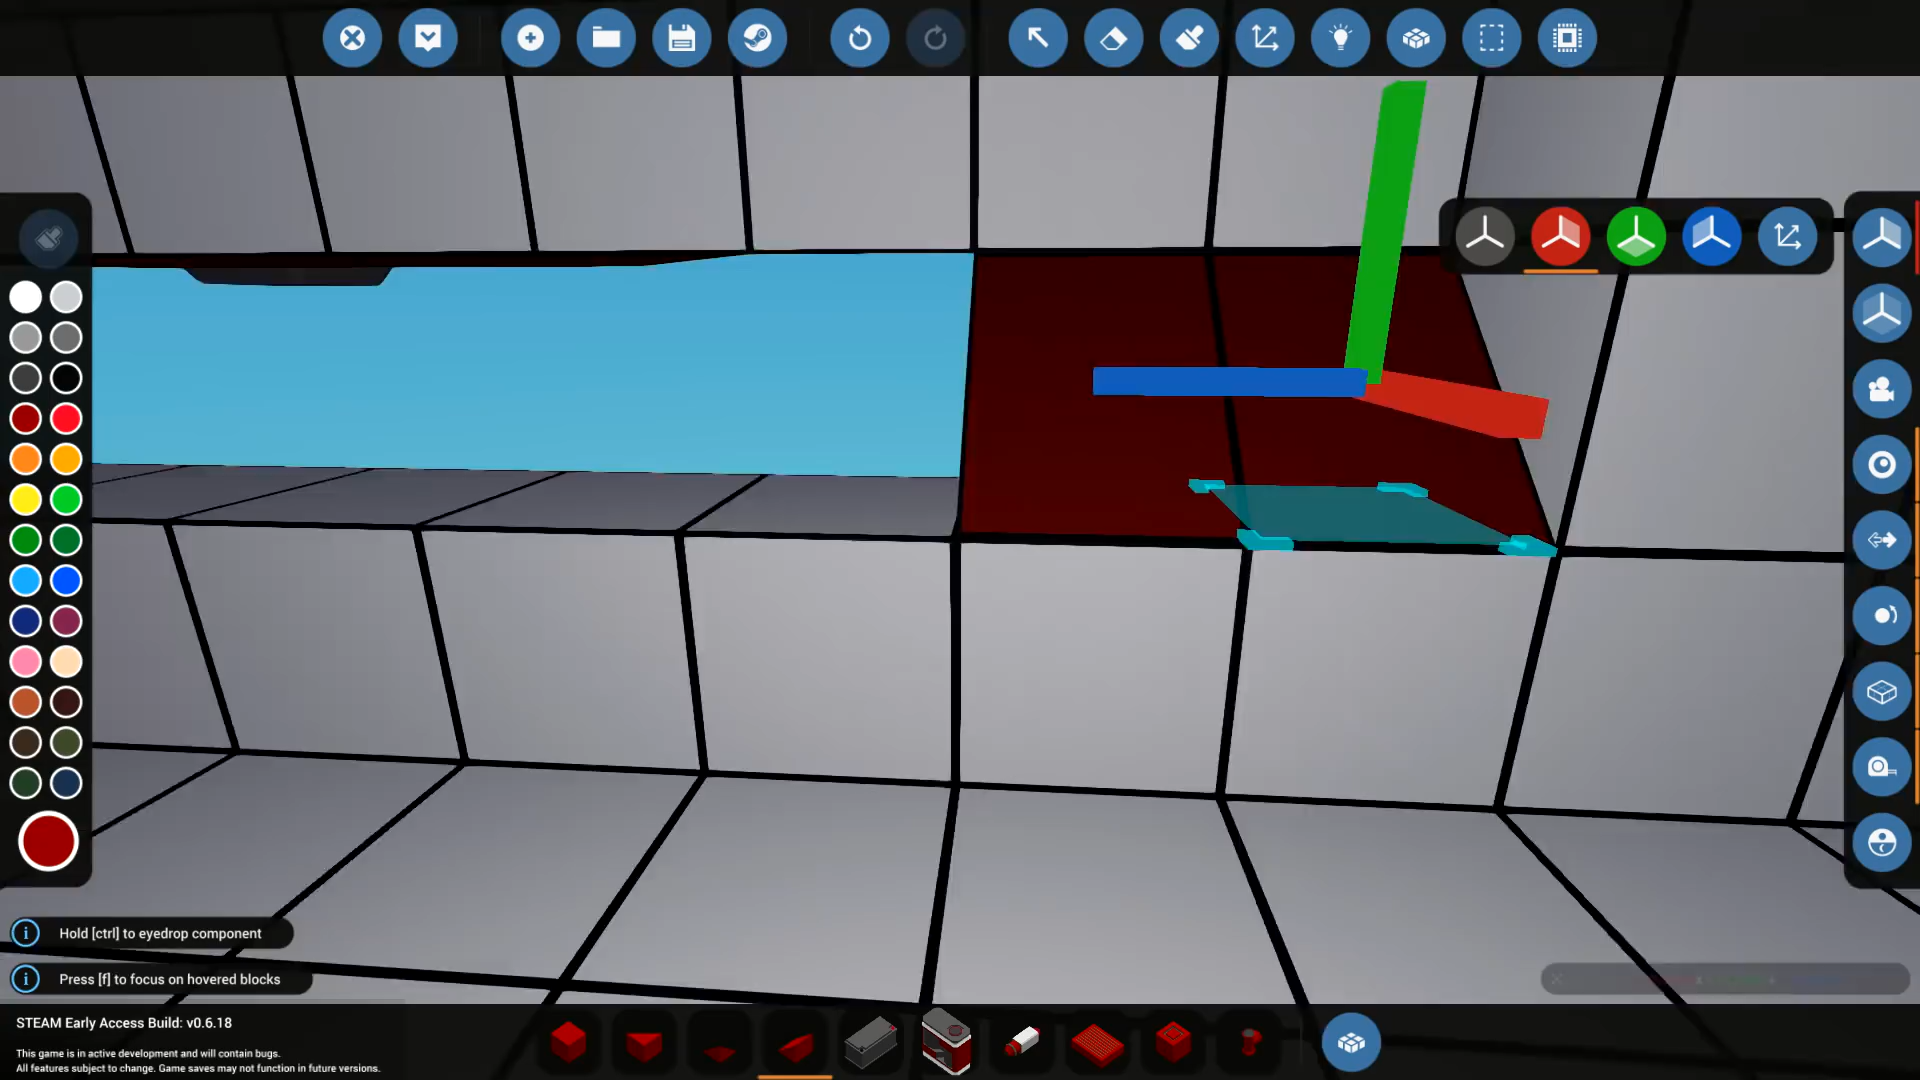 Hold [ctrl] to eyedrop component
Press [f] to focus on hovered blocks
STEAM Early Access Build: v0.6.18
This game is in active development and will contain bugs.
All features subject to change. Game saves may not function in future versions.